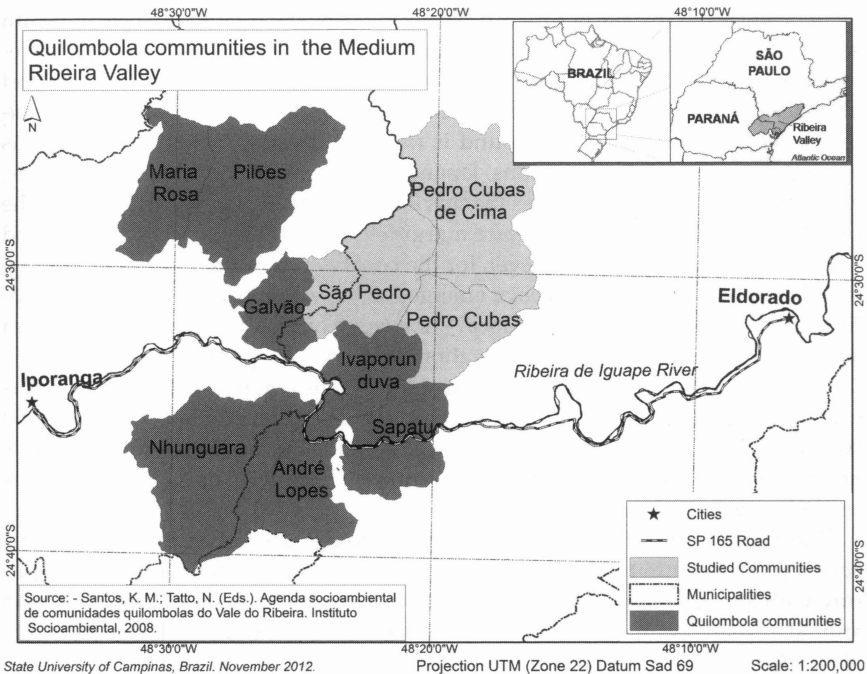 48°30'0"W
48°20'0"W
48°10'0"W
Quilombola communities in the Medium
Ribeira Valley
N
BRAZIL
SÃO
PAULO
PARANÁ
Ribeira
Valley
Atlantic Ocean
Maria
Rosa
Pilões
Pedro Cubas
de Cima
24°30'0"S
24°30'0"S
São Pedro
Galvão
Pedro Cubas
Eldorado
Ivaporun
duva
Iporanga
Ribeira de Iguape River
Sapatu
Nhunguara
André
Lopes
24°40'0"S
24°40'0"S
Cities
SP 165 Road
Studied Communities
Municipalities
Quilombola communities
Source: - Santos, K. M.; Tatto, N. (Eds.). Agenda socioambiental
de comunidades quilombolas do Vale do Ribeira. Instituto
Socioambiental, 2008.
48°30'0"W
48°20'0"W
48°10'0"W
State University of Campinas, Brazil. November 2012.
Projection UTM (Zone 22) Datum Sad 69
Scale: 1:200,000